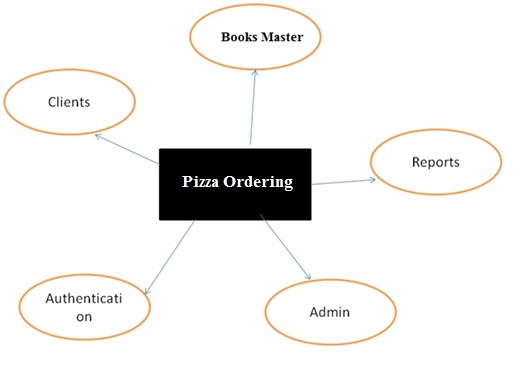 Books Master
Clients
Reports
Pizza Ordering
Authenticati
on
Admin